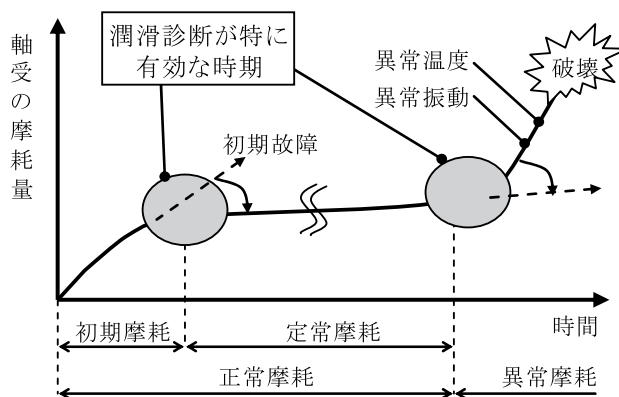 軸受の摩耗量
潤滑診断が特に
有効な時期
異常温度
異常振動
破壊
初期故障
時間
初期摩耗
定常摩耗
正常摩耗
異常摩耗